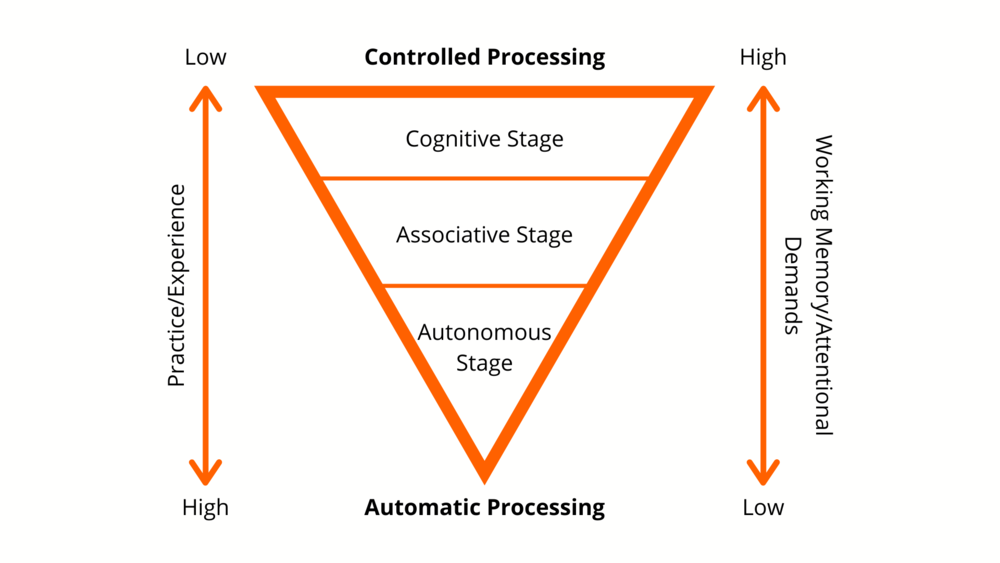 Low
Controlled Processing
High
Cognitive Stage
Associative Stage
Autonomous
Stage
Practice/Experience
Working Memory/Attentional
Demands
High
Automatic Processing
Low